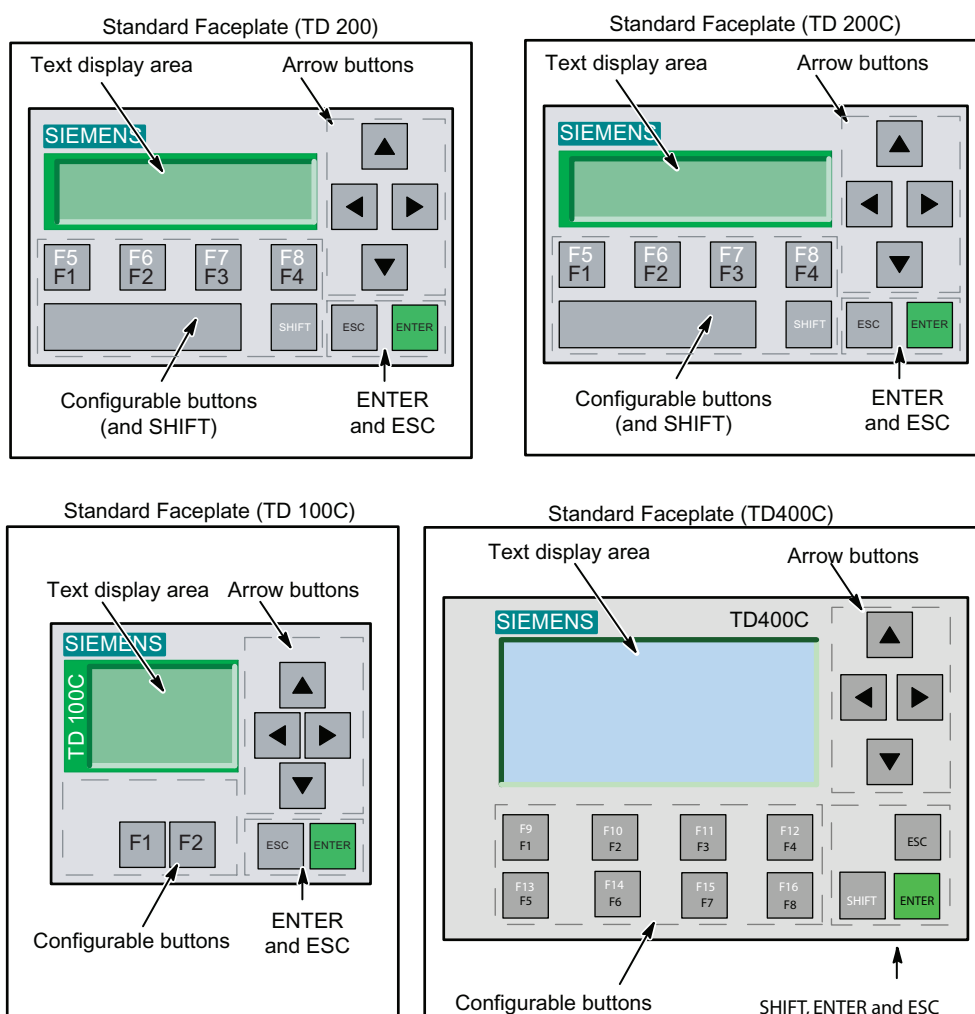 Standard Faceplate (TD 200)
Text display area
Arrow buttons
SIEMENS
F5 F6 F7 F8
F1 F2 F3 F4
SHIFT
ESC
ENTER
Configurable buttons
(and SHIFT)
ENTER
and ESC
Standard Faceplate (TD 200C)
Text display area
Arrow buttons
SIEMENS
F5 F6 F7 F8
F1 F2 F3 F4
SHIFT
ESC
ENTER
Configurable buttons
(and SHIFT)
ENTER
and ESC
Standard Faceplate (TD 100C)
Text display area
Arrow buttons
SIEMENS
TD 100C
F1 F2
ESC
ENTER
Configurable buttons
ENTER
and ESC
Standard Faceplate (TD400C)
Text display area
Arrow buttons
SIEMENS
TD400C
F9 F10 F11 F12
F1 F2 F3 F4
ESC
F13 F14 F15 F16
F5 F6 F7 F8
SHIFT
ENTER
Configurable buttons
SHIFT, ENTER and ESC